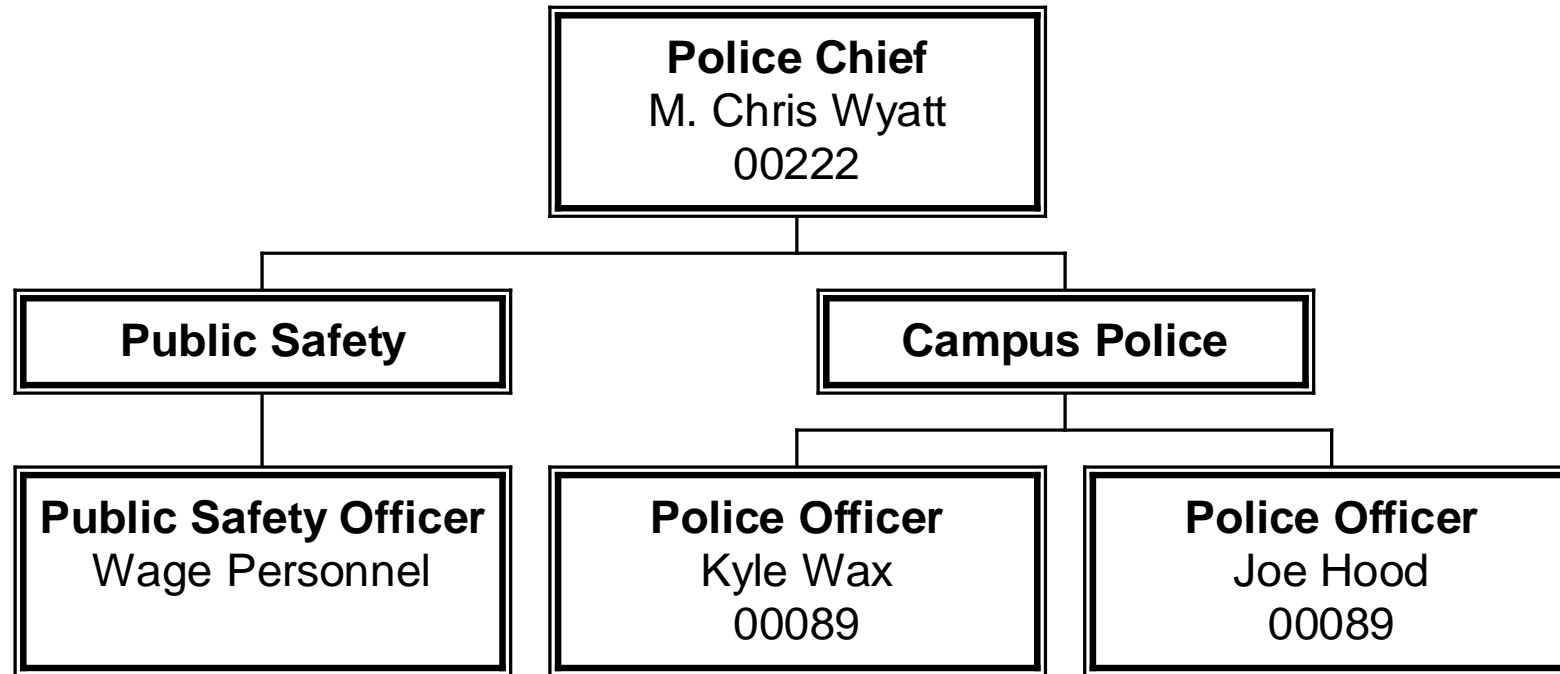 Police Chief
M. Chris Wyatt
00222
Public Safety
Campus Police
Public Safety Officer
Wage Personnel
Police Officer
Kyle Wax
00089
Police Officer
Joe Hood
00089